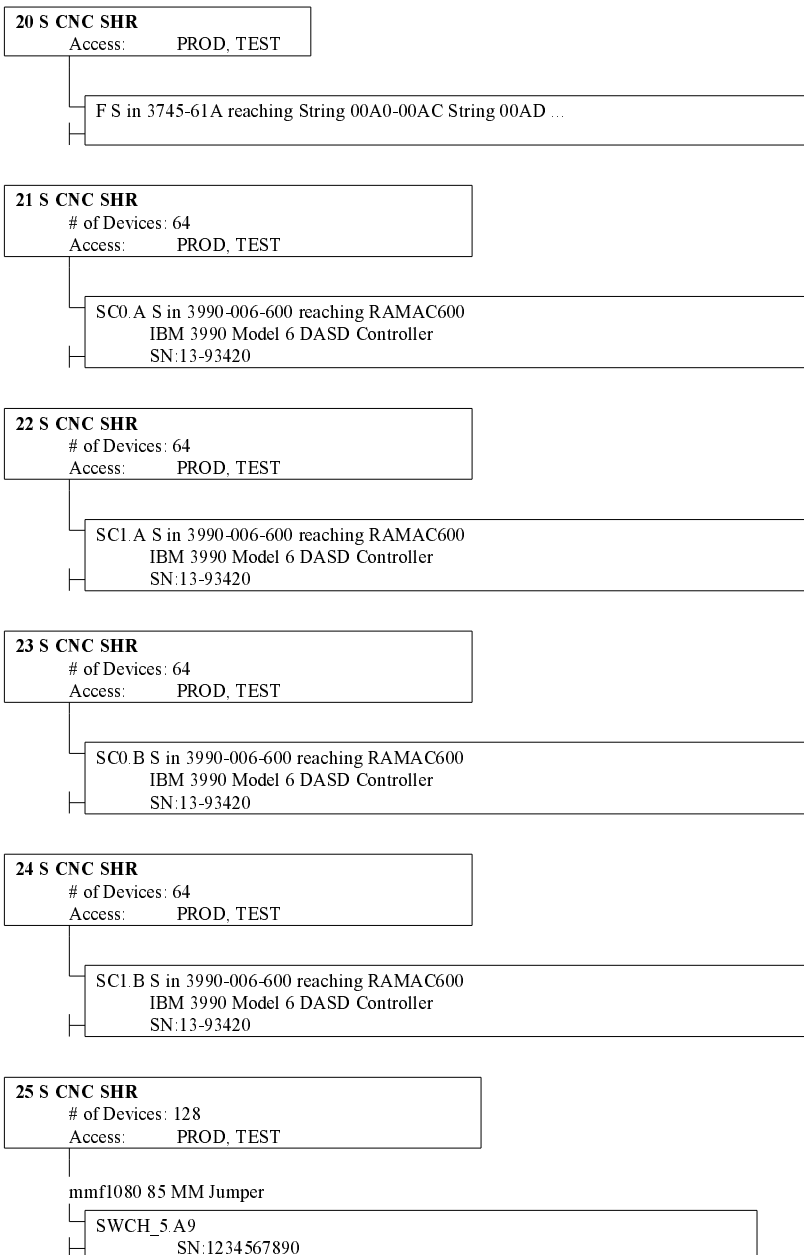 20 S CNC SHR
Access: PROD, TEST
F S in 3745-61A reaching String 00A0-00AC String 00AD ...
21 S CNC SHR
# of Devices: 64
Access: PROD, TEST
SC0.A S in 3990-006-600 reaching RAMAC600
IBM 3990 Model 6 DASD Controller
SN:13-93420
22 S CNC SHR
# of Devices: 64
Access: PROD, TEST
SC1.A S in 3990-006-600 reaching RAMAC600
IBM 3990 Model 6 DASD Controller
SN:13-93420
23 S CNC SHR
# of Devices: 64
Access: PROD, TEST
SC0.B S in 3990-006-600 reaching RAMAC600
IBM 3990 Model 6 DASD Controller
SN:13-93420
24 S CNC SHR
# of Devices: 64
Access: PROD, TEST
SC1.B S in 3990-006-600 reaching RAMAC600
IBM 3990 Model 6 DASD Controller
SN:13-93420
25 S CNC SHR
# of Devices: 128
Access: PROD, TEST
mmf1080 85 MM Jumper
SWCH_5.A9
SN:1234567890